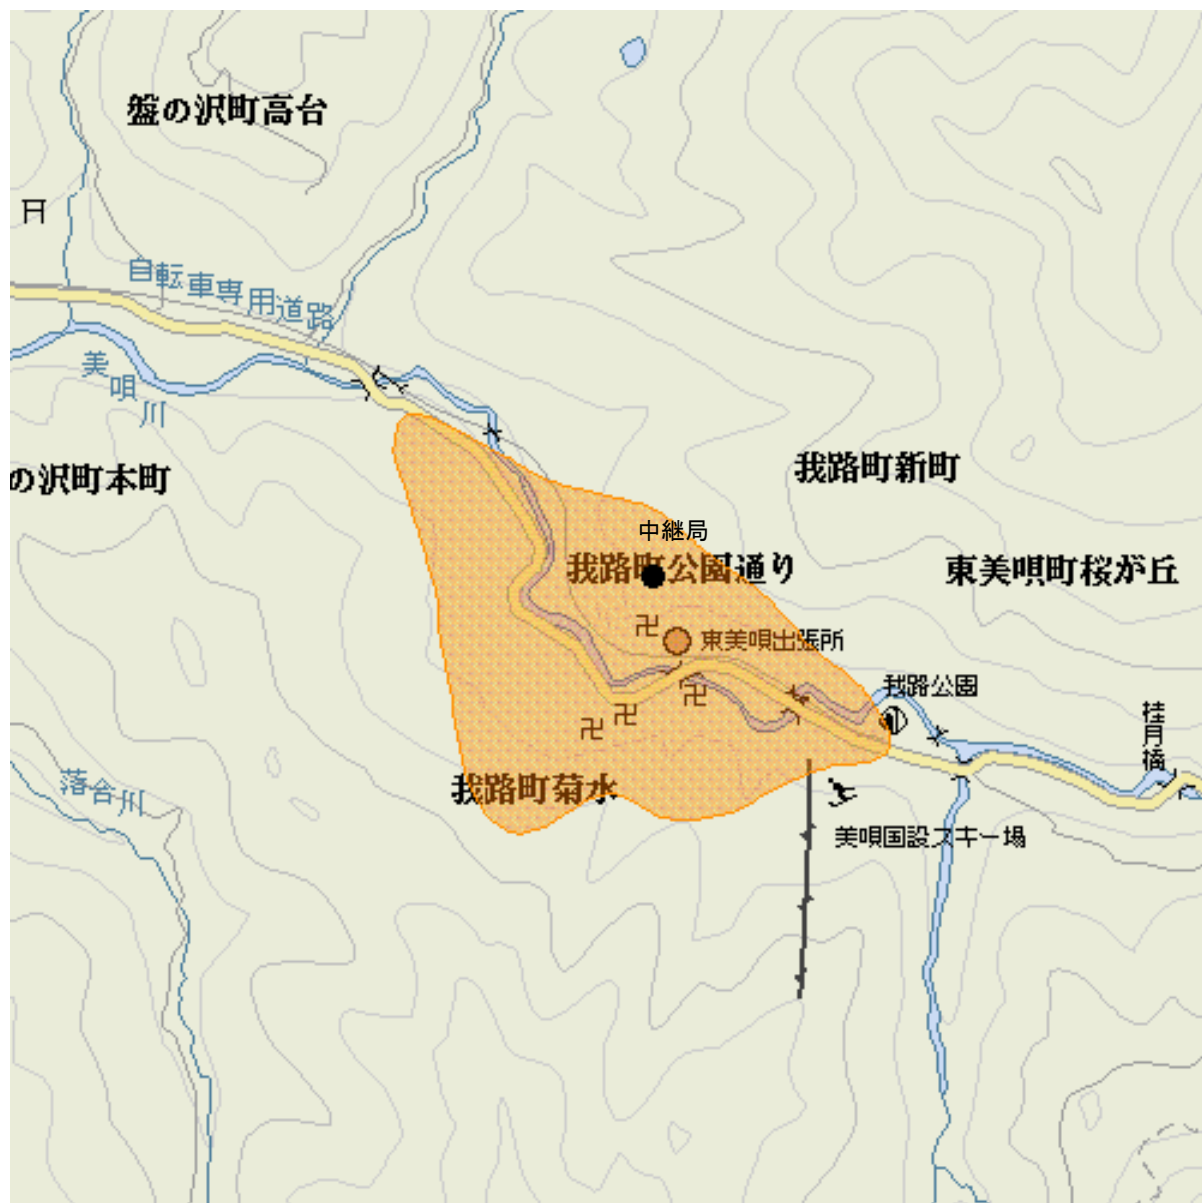 盤の沢町高台
自転車専用道路
美唄川
の沢町本町
我路町新町
中継局
我路町公園通り
東美唄町桜が丘
東美唄出張所
我路公園
桂月橋
落合川
我路町菊水
美唄国設スキー場